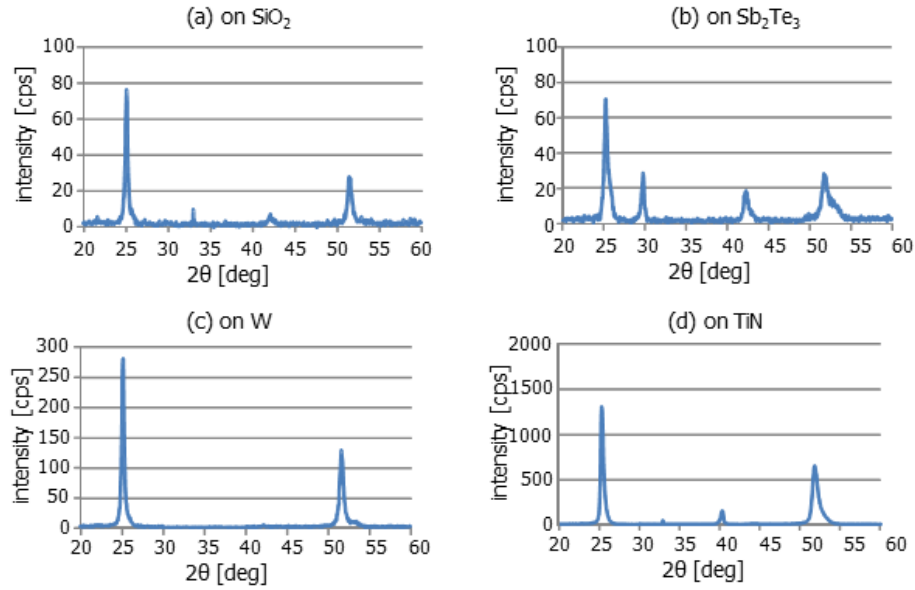 (a) on SiO₂
intensity [cps]
100
80
60
40
20
0
20 25 30 35 40 45 50 55 60
2θ [deg]
(b) on Sb₂Te₃
intensity [cps]
100
80
60
40
20
0
20 25 30 35 40 45 50 55 60
2θ [deg]
(c) on W
intensity [cps]
300
250
200
150
100
50
0
20 25 30 35 40 45 50 55 60
2θ [deg]
(d) on TiN
intensity [cps]
2000
1500
1000
500
0
20 25 30 35 40 45 50 55 60
2θ [deg]